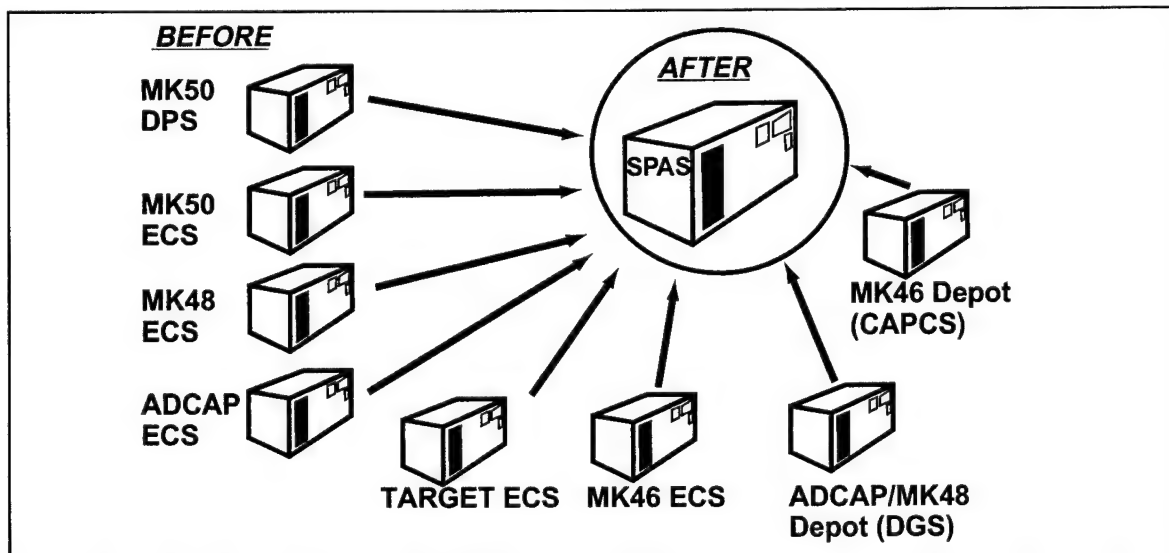 BEFORE
MK50
DPS
MK50
ECS
MK48
ECS
ADCAP
ECS
TARGET ECS
MK46 ECS
ADCAP/MK48
Depot (DGS)
MK46 Depot
(CAPCS)
AFTER
SPAS